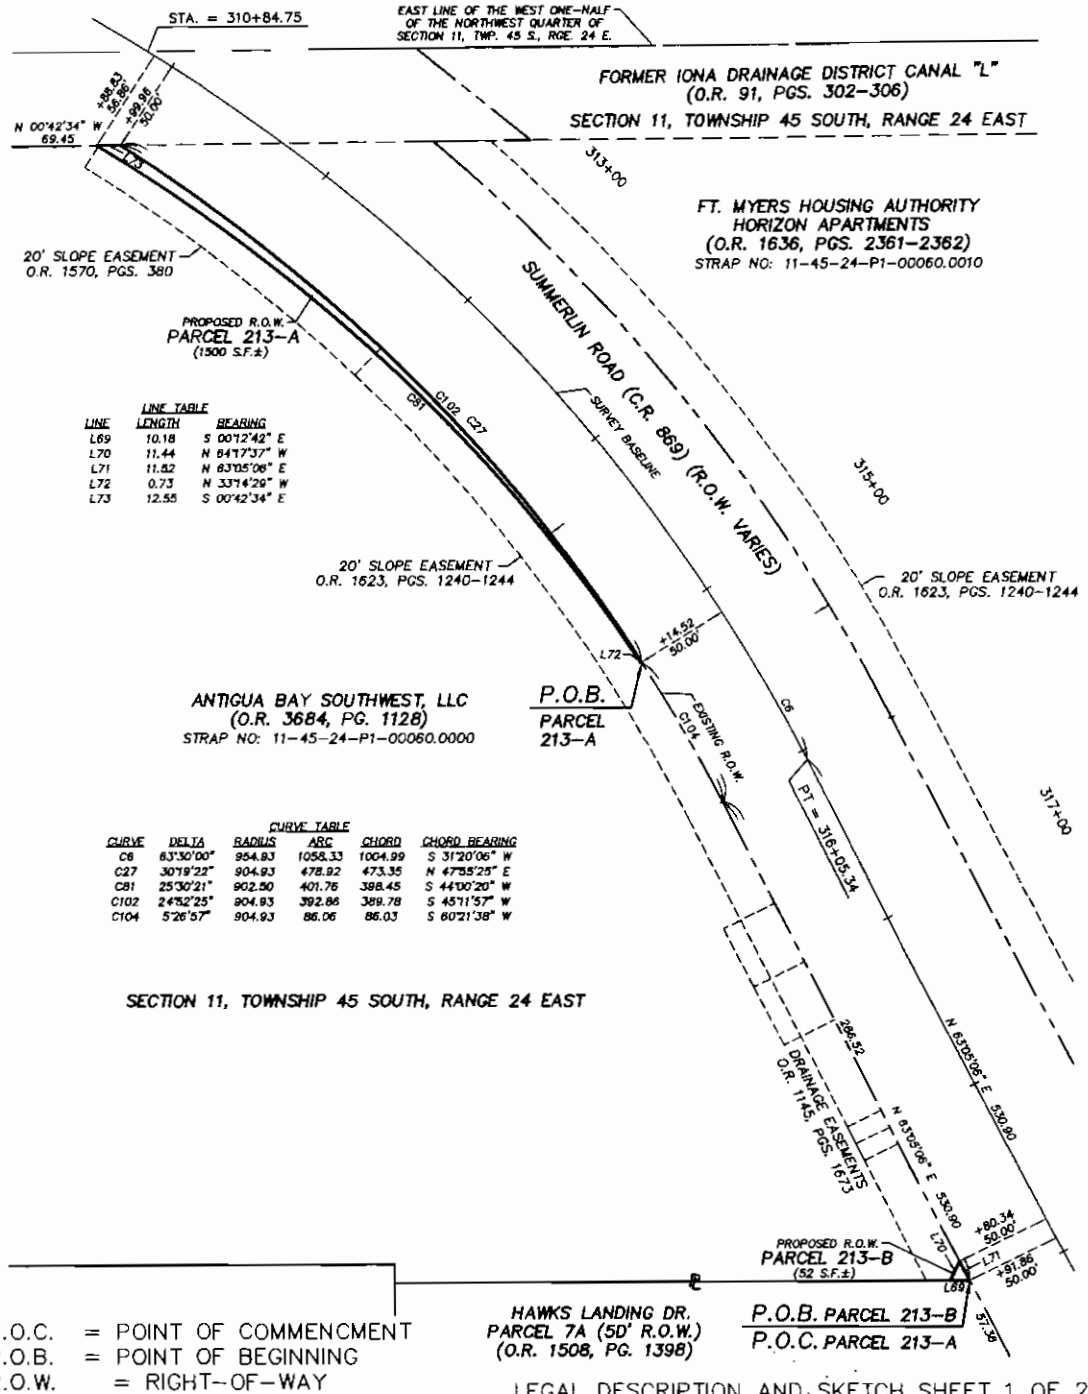 STA. = 310+84.75
EAST LINE OF THE WEST ONE-HALF
OF THE NORTHWEST QUARTER OF
SECTION 11, TWP. 45 S., RGE. 24 E.
FORMER IONA DRAINAGE DISTRICT CANAL "L"
(O.R. 91, PGS. 302-306)
SECTION 11, TOWNSHIP 45 SOUTH, RANGE 24 EAST
+88.83
56.86'
+99.96
50.00'
N 00°42'34" W
69.45
L73
313+00
FT. MYERS HOUSING AUTHORITY
HORIZON APARTMENTS
(O.R. 1636, PGS. 2361-2362)
STRAP NO: 11-45-24-P1-00060.0010
20' SLOPE EASEMENT
O.R. 1570, PGS. 380
PROPOSED R.O.W.
PARCEL 213-A
(1500 S.F.±)
SUMMERLIN ROAD (C.R. 869) (R.O.W. VARIES)
SURVEY BASELINE
C81
C102 C27
LINE TABLE
LINE LENGTH BEARING
L69 10.18 S 00°12'42" E
L70 11.44 N 64°17'37" W
L71 11.52 N 63°05'06" E
L72 0.73 N 33°14'29" W
L73 12.55 S 00°42'34" E
315+00
20' SLOPE EASEMENT
O.R. 1623, PGS. 1240-1244
20' SLOPE EASEMENT
O.R. 1623, PGS. 1240-1244
+14.52
50.00'
L72
P.O.B.
PARCEL
213-A
ANTIGUA BAY SOUTHWEST, LLC
(O.R. 3684, PG. 1128)
STRAP NO: 11-45-24-P1-00060.0000
EXISTING R.O.W.
C104
C6
PT = 316+05.34
317+00
CURVE TABLE
CURVE DELTA RADIUS ARC CHORD CHORD BEARING
C6 63°30'00" 954.93 1058.33 1004.99 S 31°20'06" W
C27 30°19'22" 904.93 478.92 473.35 N 47°55'25" E
C81 25°30'21" 902.50 401.76 398.45 S 44°00'20" W
C102 24°52'25" 904.93 392.86 389.78 S 45°11'57" W
C104 5°26'57" 904.93 86.06 86.03 S 60°21'38" W
SECTION 11, TOWNSHIP 45 SOUTH, RANGE 24 EAST
286.52
DRAINAGE EASEMENTS
O.R. 1145, PGS. 1673
N 63°05'06" E 530.90
N 63°05'06" E 530.90
PROPOSED R.O.W.
PARCEL 213-B
(52 S.F.±)
L70
L71
L69
+80.34
50.00'
+91.86
50.00'
57.38
HAWKS LANDING DR.
PARCEL 7A (50' R.O.W.)
(O.R. 1508, PG. 1398)
P.O.B. PARCEL 213-B
P.O.C. PARCEL 213-A
.O.C. = POINT OF COMMENCMENT
.O.B. = POINT OF BEGINNING
.O.W. = RIGHT-OF-WAY
LEGAL DESCRIPTION AND SKETCH SHEET 1 OF 2